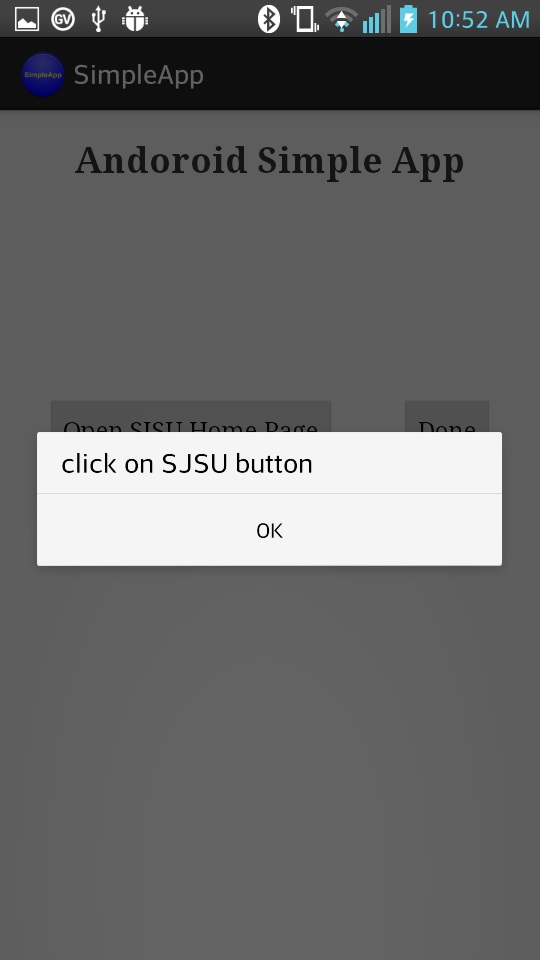 GV
10:52 AM
SimpleApp
SimpleApp
Andoroid Simple App
Open SJSU Home Page
Done
click on SJSU button
OK